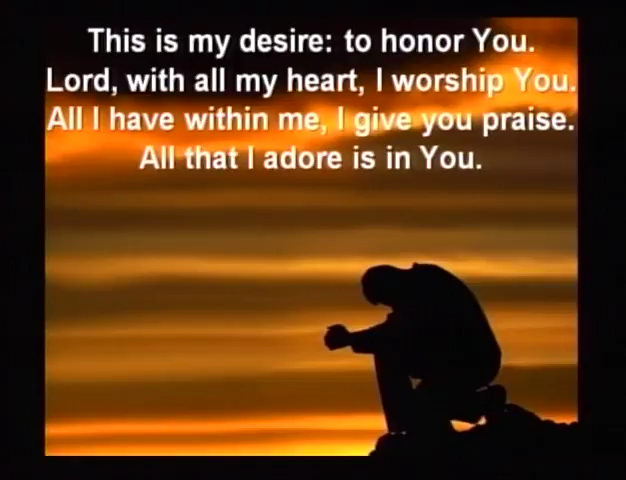 This is my desire: to honor You.
Lord, with all my heart, I worship You.
All I have within me, I give you praise.
All that I adore is in You.